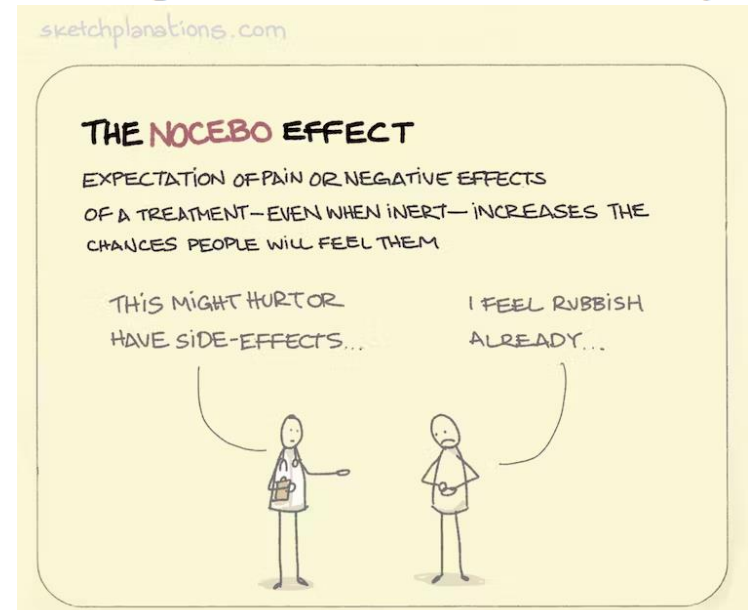 sketchplanations.com
THE NOCEBO EFFECT
EXPECTATION OF PAIN OR NEGATIVE EFFECTS
OF A TREATMENT – EVEN WHEN INERT – INCREASES THE
CHANCES PEOPLE WILL FEEL THEM
THIS MIGHT HURT OR
HAVE SIDE-EFFECTS...
I FEEL RUBBISH
ALREADY...